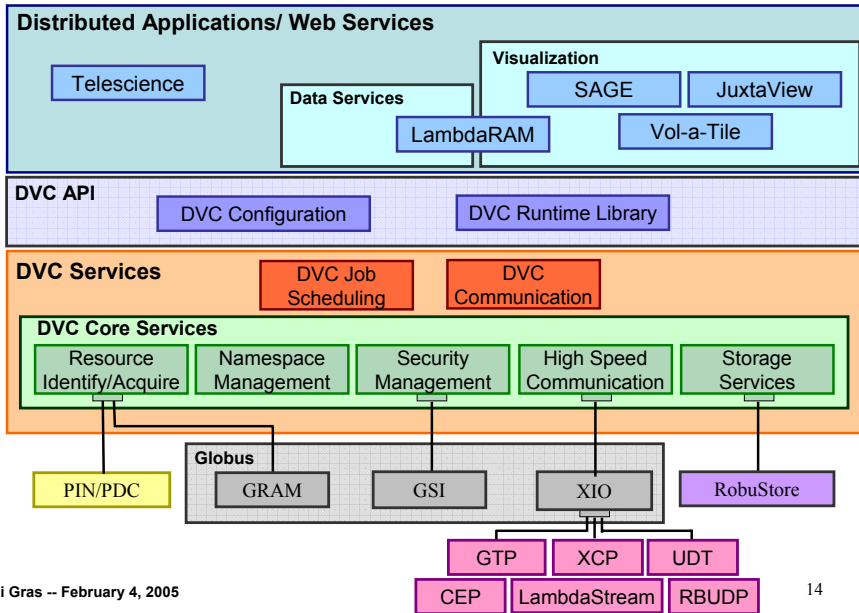 Distributed Applications/ Web Services
Telescience
Data Services
LambdaRAM
Visualization
SAGE
JuxtaView
Vol-a-Tile
DVC API
DVC Configuration
DVC Runtime Library
DVC Services
DVC Job
Scheduling
DVC
Communication
DVC Core Services
Resource
Identify/Acquire
Namespace
Management
Security
Management
High Speed
Communication
Storage
Services
Globus
PIN/PDC
GRAM
GSI
XIO
RobuStore
GTP
XCP
UDT
CEP
LambdaStream
RBUDP
i Gras -- February 4, 2005
14